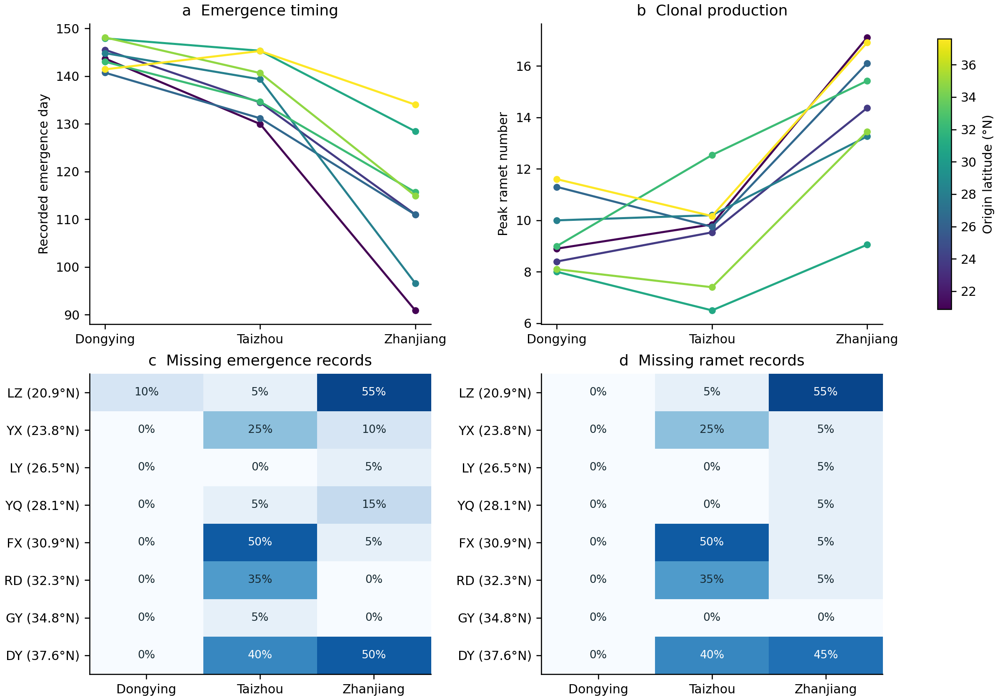 a  Emergence timing
Recorded emergence day
150
140
130
120
110
100
90
Dongying Taizhou Zhanjiang
b  Clonal production
Peak ramet number
16
14
12
10
8
6
Dongying Taizhou Zhanjiang
36
34
32
30
28
26
24
22
Origin latitude (°N)
c  Missing emergence records
LZ (20.9°N) 10% 5% 55%
YX (23.8°N) 0% 25% 10%
LY (26.5°N) 0% 0% 5%
YQ (28.1°N) 0% 5% 15%
FX (30.9°N) 0% 50% 5%
RD (32.3°N) 0% 35% 0%
GY (34.8°N) 0% 5% 0%
DY (37.6°N) 0% 40% 50%
Dongying Taizhou Zhanjiang
d  Missing ramet records
LZ (20.9°N) 0% 5% 55%
YX (23.8°N) 0% 25% 5%
LY (26.5°N) 0% 0% 5%
YQ (28.1°N) 0% 0% 5%
FX (30.9°N) 0% 50% 5%
RD (32.3°N) 0% 35% 5%
GY (34.8°N) 0% 0% 0%
DY (37.6°N) 0% 40% 45%
Dongying Taizhou Zhanjiang